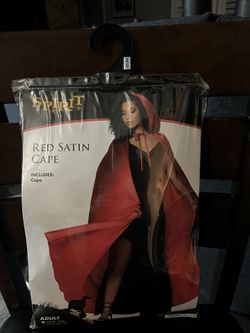 SPIRIT
RED SATIN
CAPE
INCLUDES:
Cape
ADULT